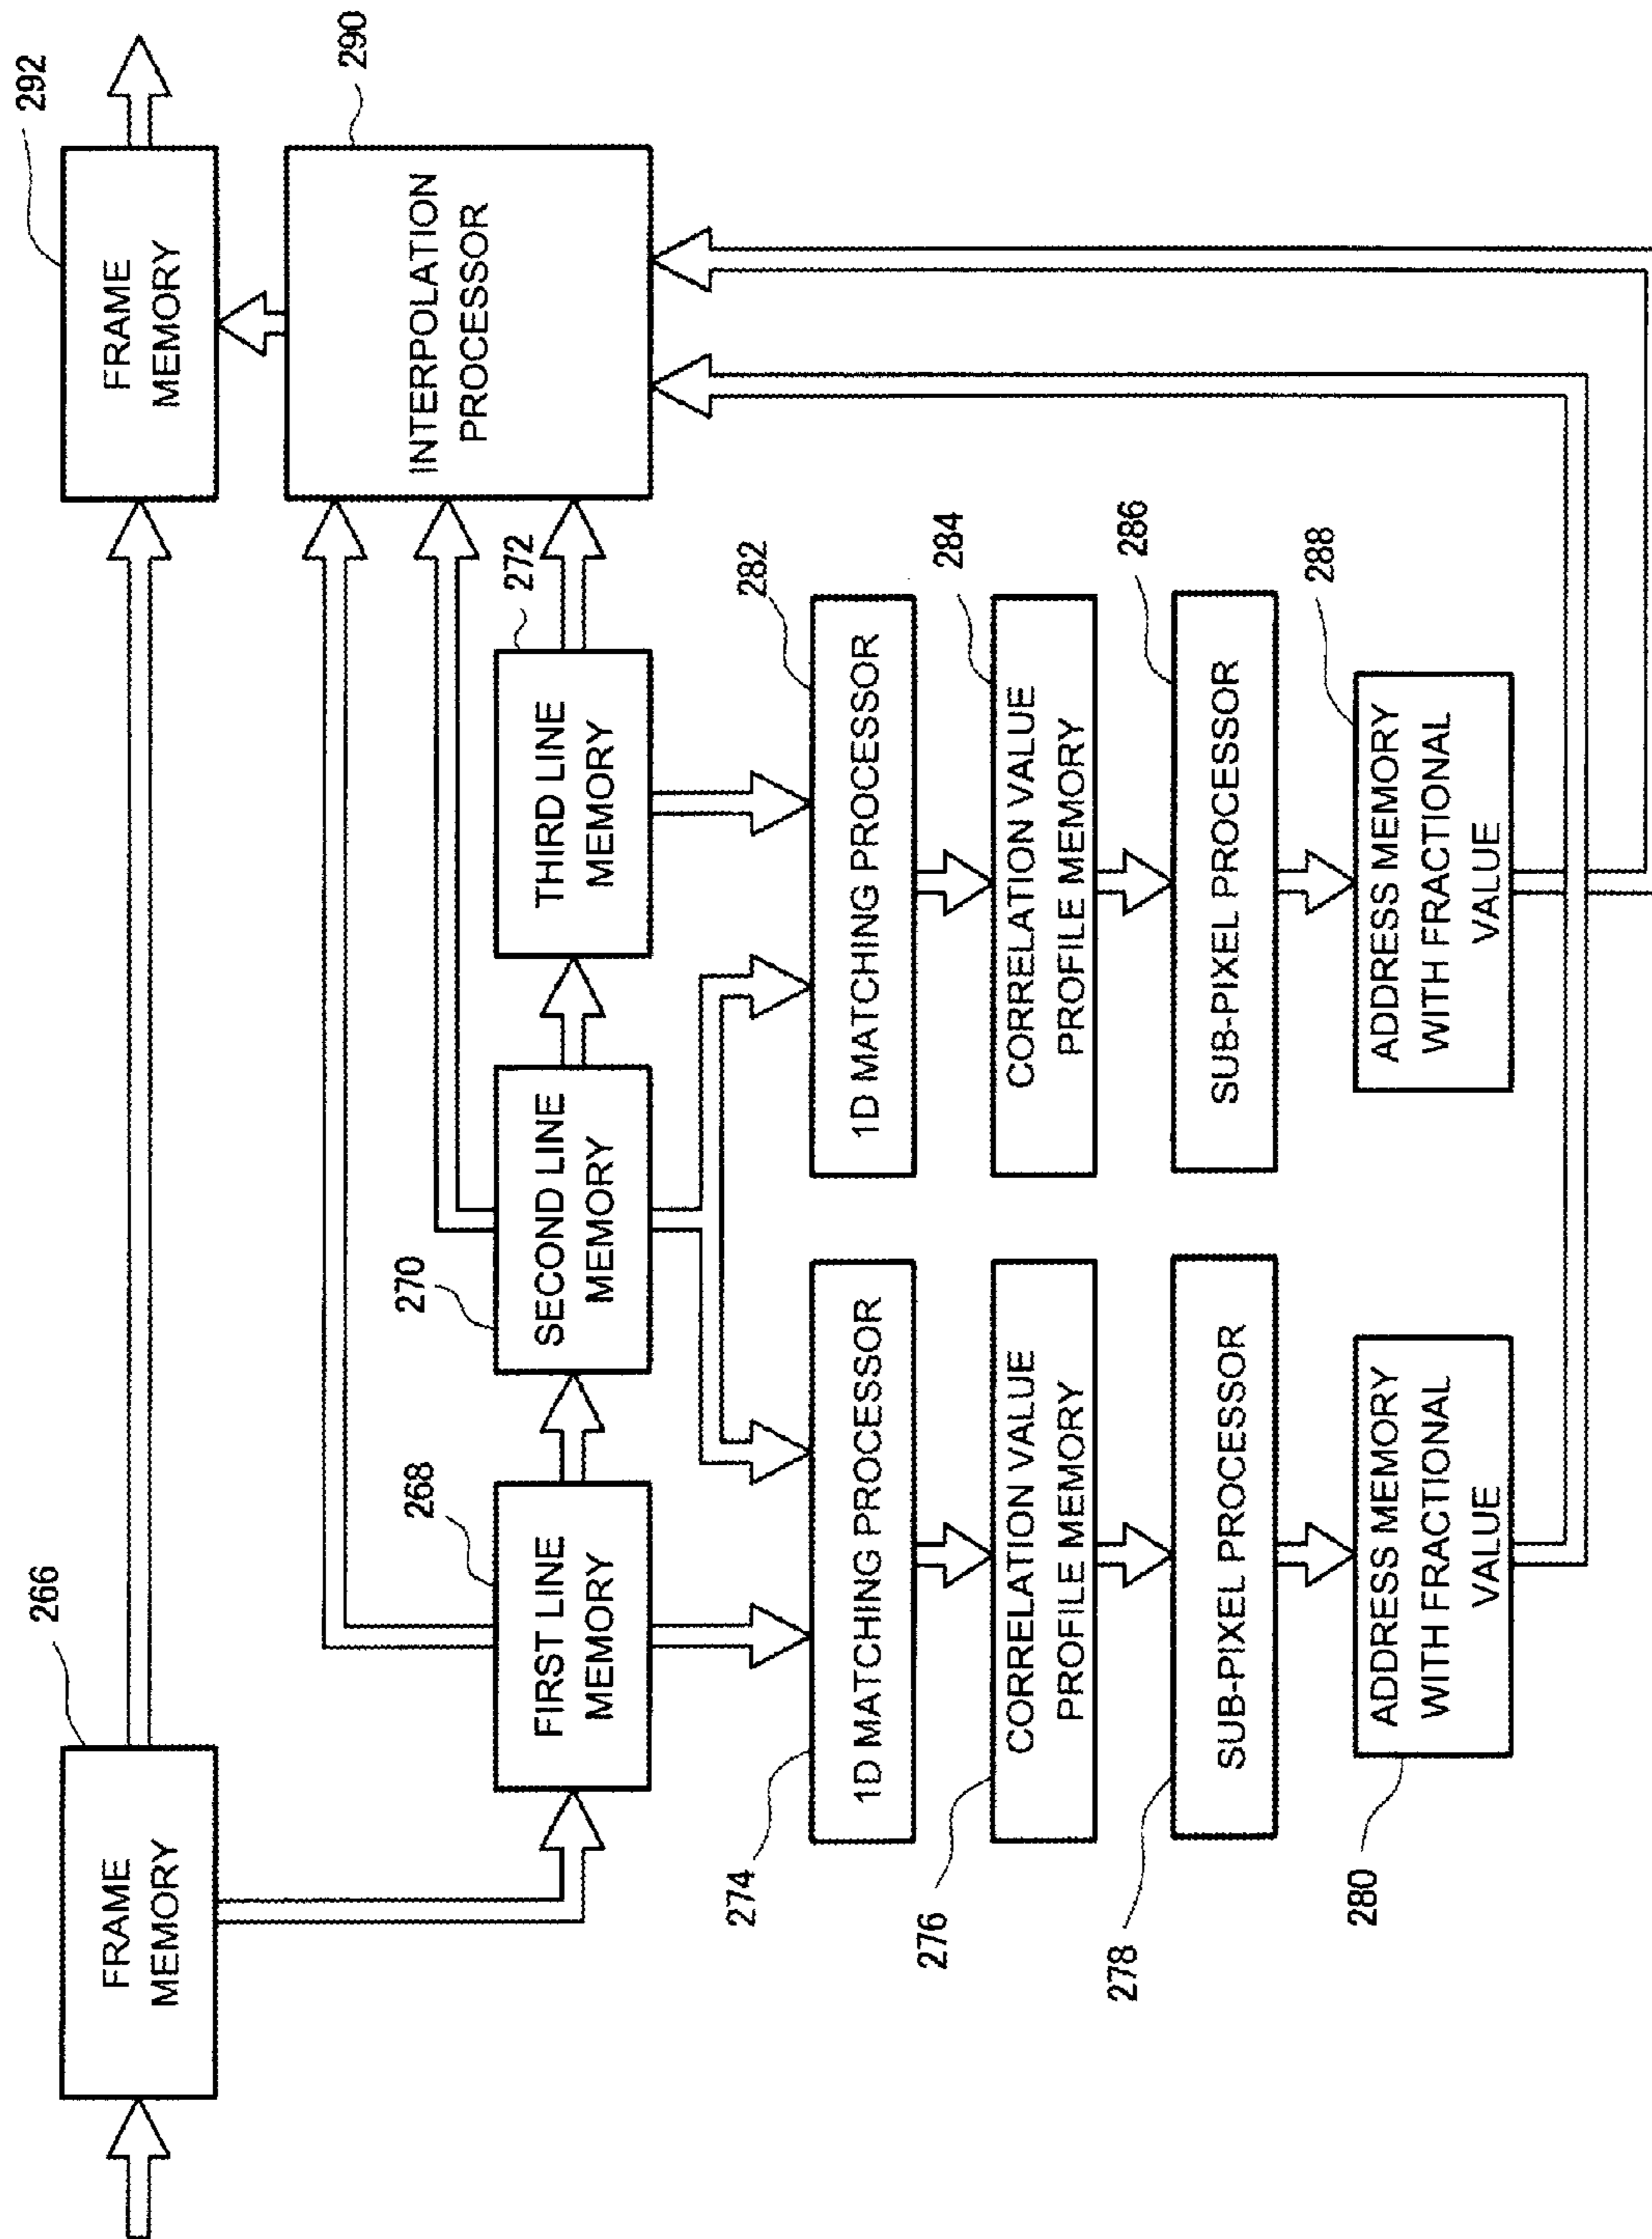 266
FRAME
MEMORY
292
FRAME
MEMORY
290
INTERPOLATION
PROCESSOR
268
FIRST LINE
MEMORY
270
SECOND LINE
MEMORY
272
THIRD LINE
MEMORY
274
1D MATCHING PROCESSOR
282
1D MATCHING PROCESSOR
276
CORRELATION VALUE
PROFILE MEMORY
284
CORRELATION VALUE
PROFILE MEMORY
278
SUB-PIXEL PROCESSOR
286
SUB-PIXEL PROCESSOR
280
ADDRESS MEMORY
WITH FRACTIONAL
VALUE
288
ADDRESS MEMORY
WITH FRACTIONAL
VALUE